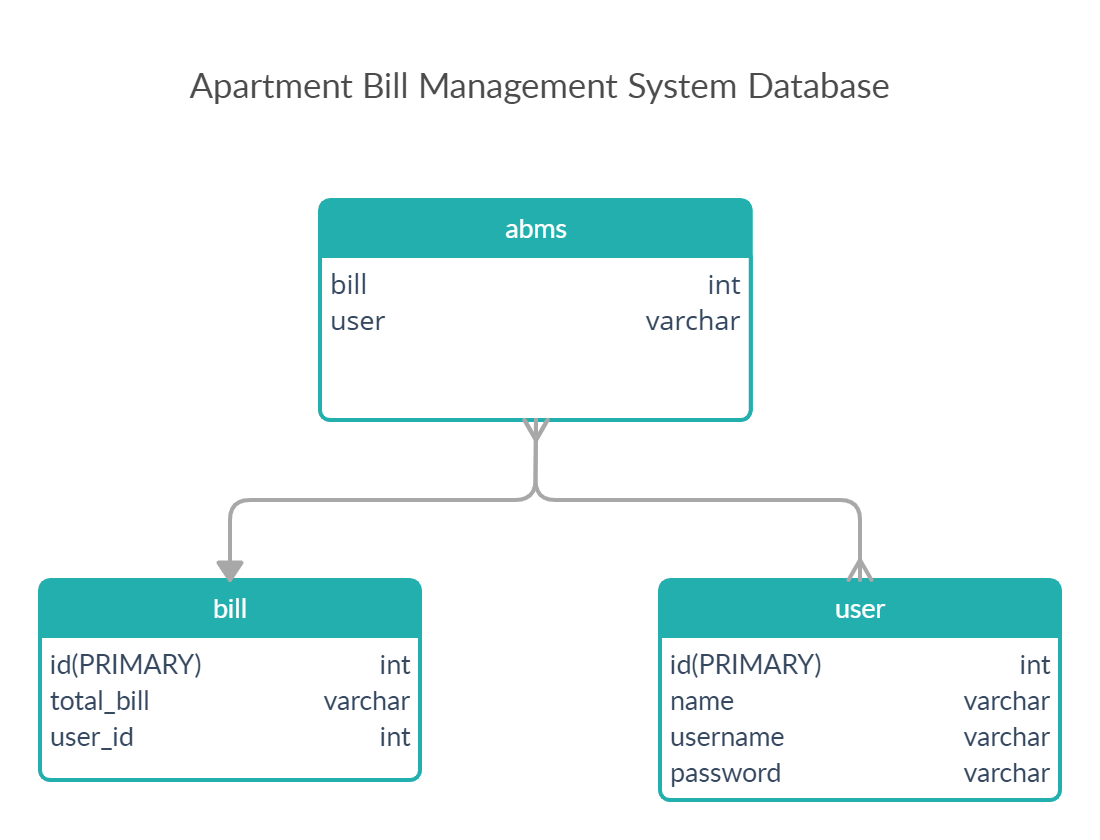 Apartment Bill Management System Database
abms
bill int
user varchar
bill
id(PRIMARY) int
total_bill varchar
user_id int
user
id(PRIMARY) int
name varchar
username varchar
password varchar